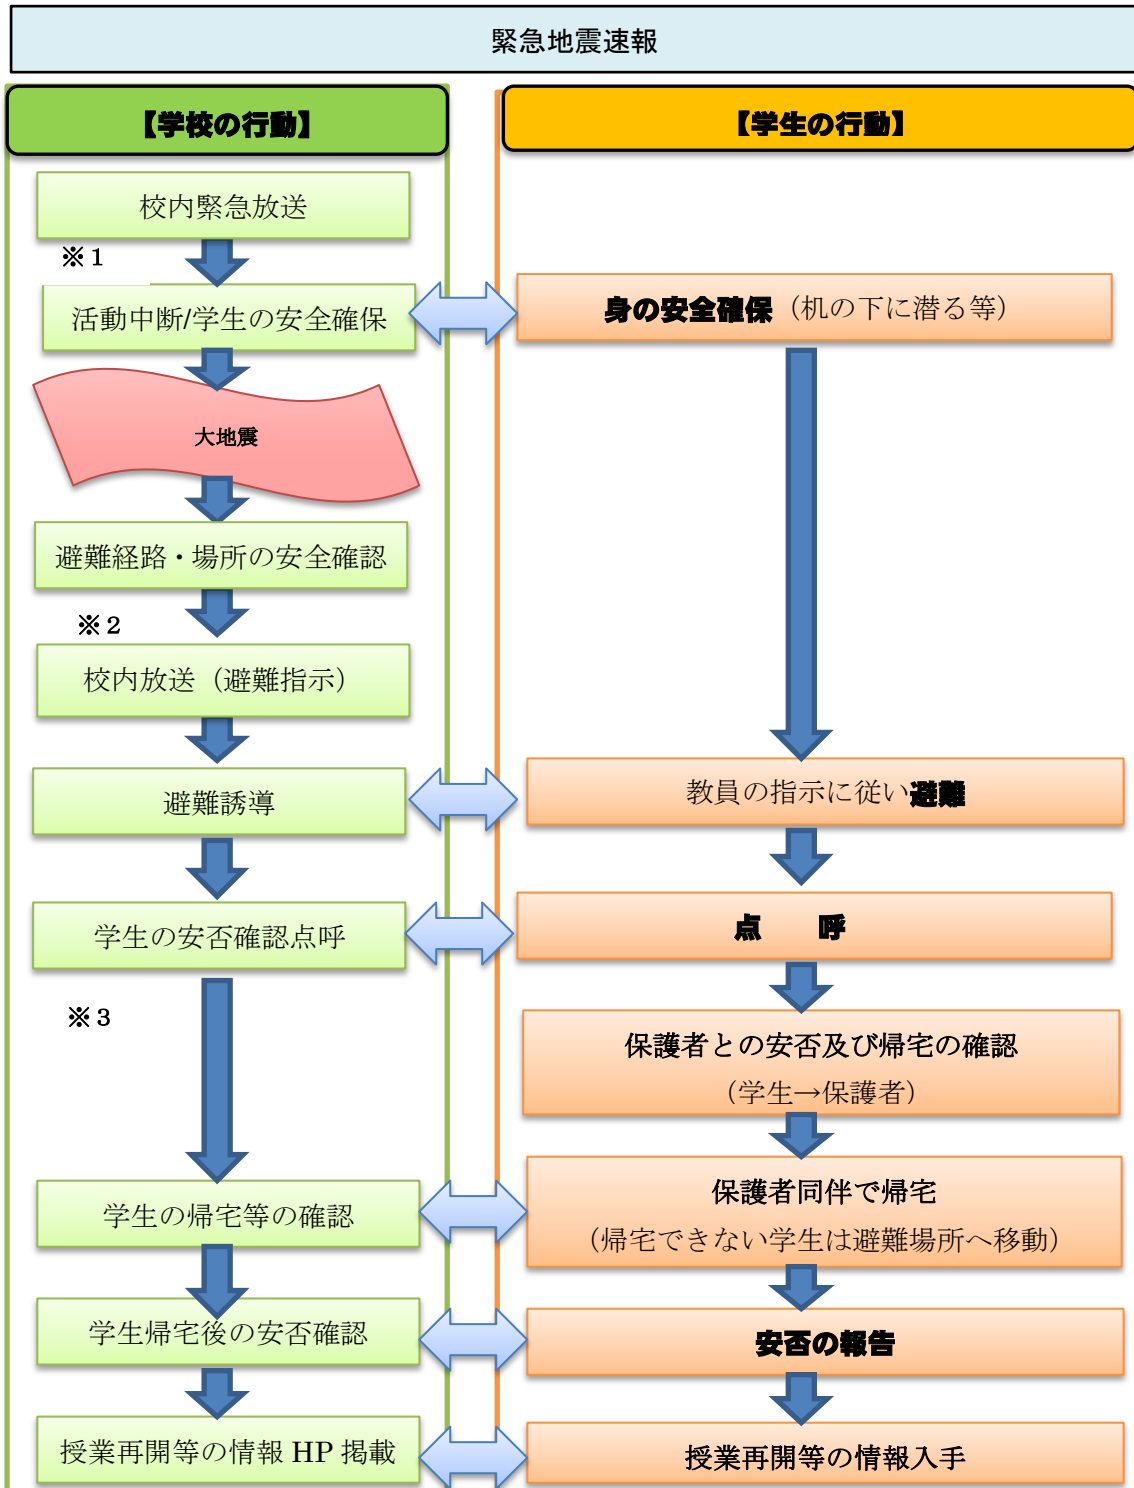 緊急地震速報
【学校の行動】
【学生の行動】
校内緊急放送
※１
活動中断/学生の安全確保
身の安全確保（机の下に潜る等）
大地震
避難経路・場所の安全確認
※２
校内放送（避難指示）
避難誘導
教員の指示に従い避難
学生の安否確認点呼
点　　呼
※３
保護者との安否及び帰宅の確認
（学生→保護者）
学生の帰宅等の確認
保護者同伴で帰宅
（帰宅できない学生は避難場所へ移動）
学生帰宅後の安否確認
安否の報告
授業再開等の情報 HP 掲載
授業再開等の情報入手